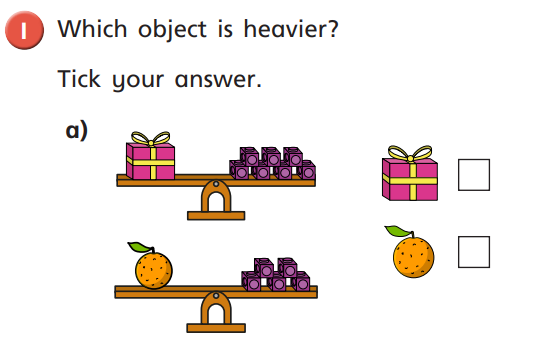 1 Which object is heavier?
Tick your answer.
a)